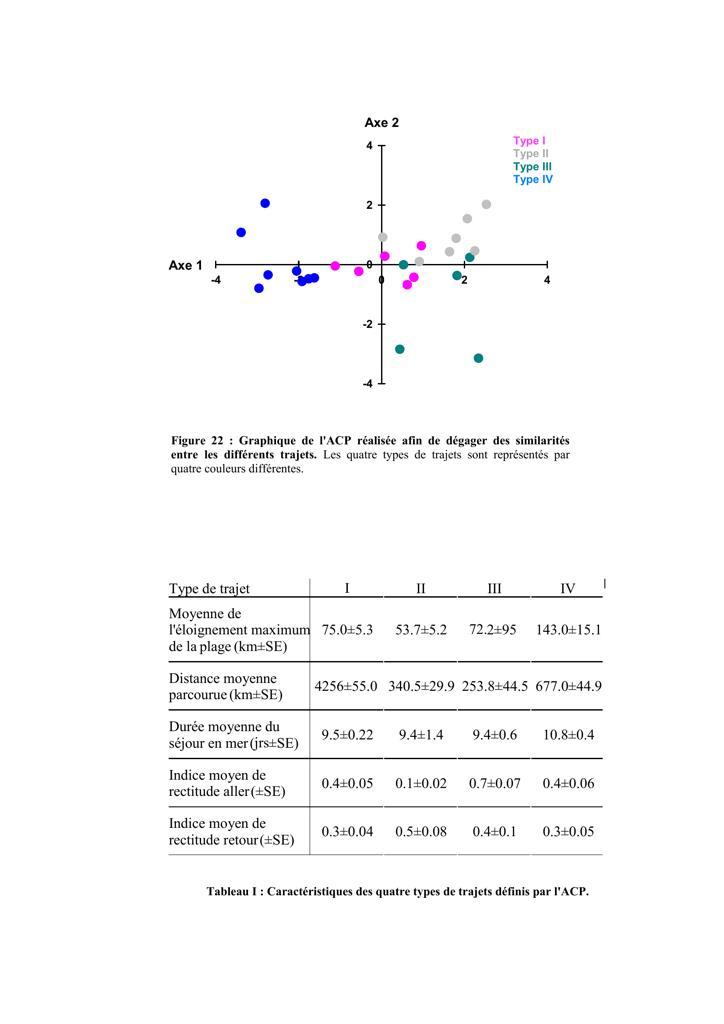 Axe 2
4
Type I
Type II
Type III
Type IV
2
Axe 1
0
-4
0
2
4
-2
-4
Figure 22 : Graphique de l'ACP réalisée afin de dégager des similarités
entre les différents trajets. Les quatre types de trajets sont représentés par
quatre couleurs différentes.
Type de trajet I II III IV
Moyenne de
l'éloignement maximum 75.0±5.3 53.7±5.2 72.2±95 143.0±15.1
de la plage (km±SE)
Distance moyenne
parcourue (km±SE) 4256±55.0 340.5±29.9 253.8±44.5 677.0±44.9
Durée moyenne du
séjour en mer (jrs±SE) 9.5±0.22 9.4±1.4 9.4±0.6 10.8±0.4
Indice moyen de
rectitude aller (±SE) 0.4±0.05 0.1±0.02 0.7±0.07 0.4±0.06
Indice moyen de
rectitude retour (±SE) 0.3±0.04 0.5±0.08 0.4±0.1 0.3±0.05
Tableau I : Caractéristiques des quatre types de trajets définis par l'ACP.